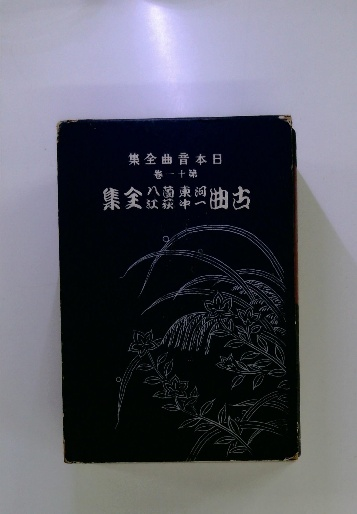 日本音曲全集
第十一巻
古曲 河東 一中 薗八 荻江 全集